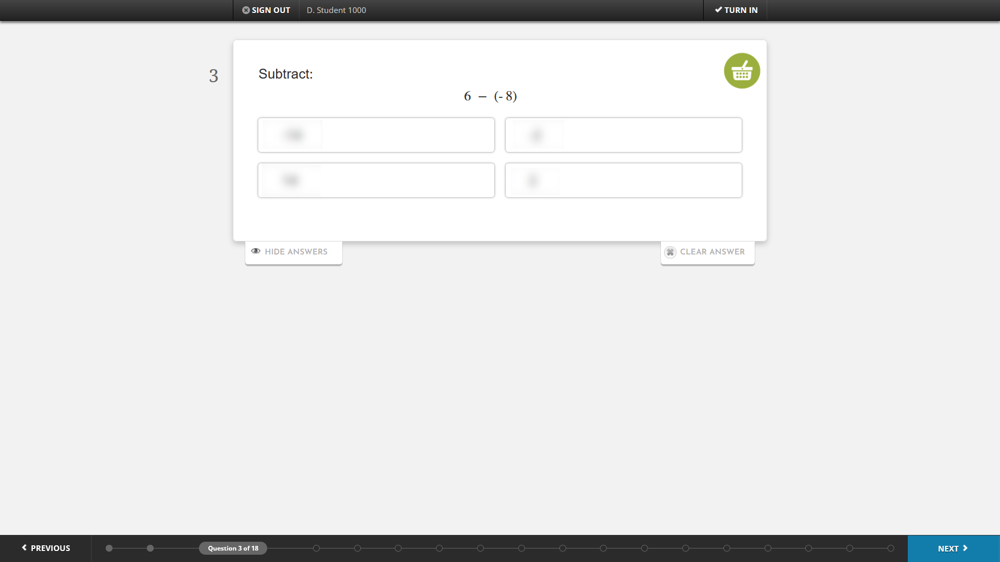 SIGN OUT
D. Student 1000
TURN IN
3
Subtract:
6 – (- 8)
HIDE ANSWERS
CLEAR ANSWER
PREVIOUS
Question 3 of 18
NEXT